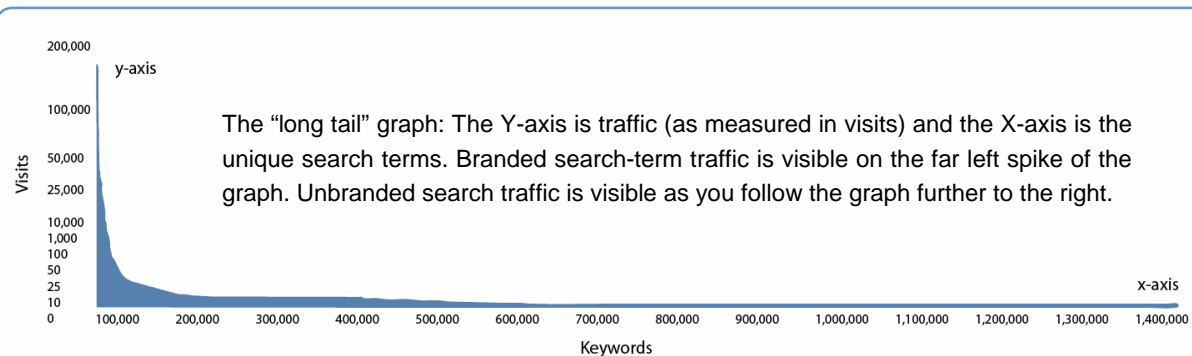 200,000
y-axis
100,000
The “long tail” graph: The Y-axis is traffic (as measured in visits) and the X-axis is the
unique search terms. Branded search-term traffic is visible on the far left spike of the
graph. Unbranded search traffic is visible as you follow the graph further to the right.
50,000
Visits
25,000
10,000
1,000
100
50
25
10
0
x-axis
100,000 200,000 300,000 400,000 500,000 600,000 700,000 800,000 900,000 1,000,000 1,100,000 1,200,000 1,300,000 1,400,000
Keywords